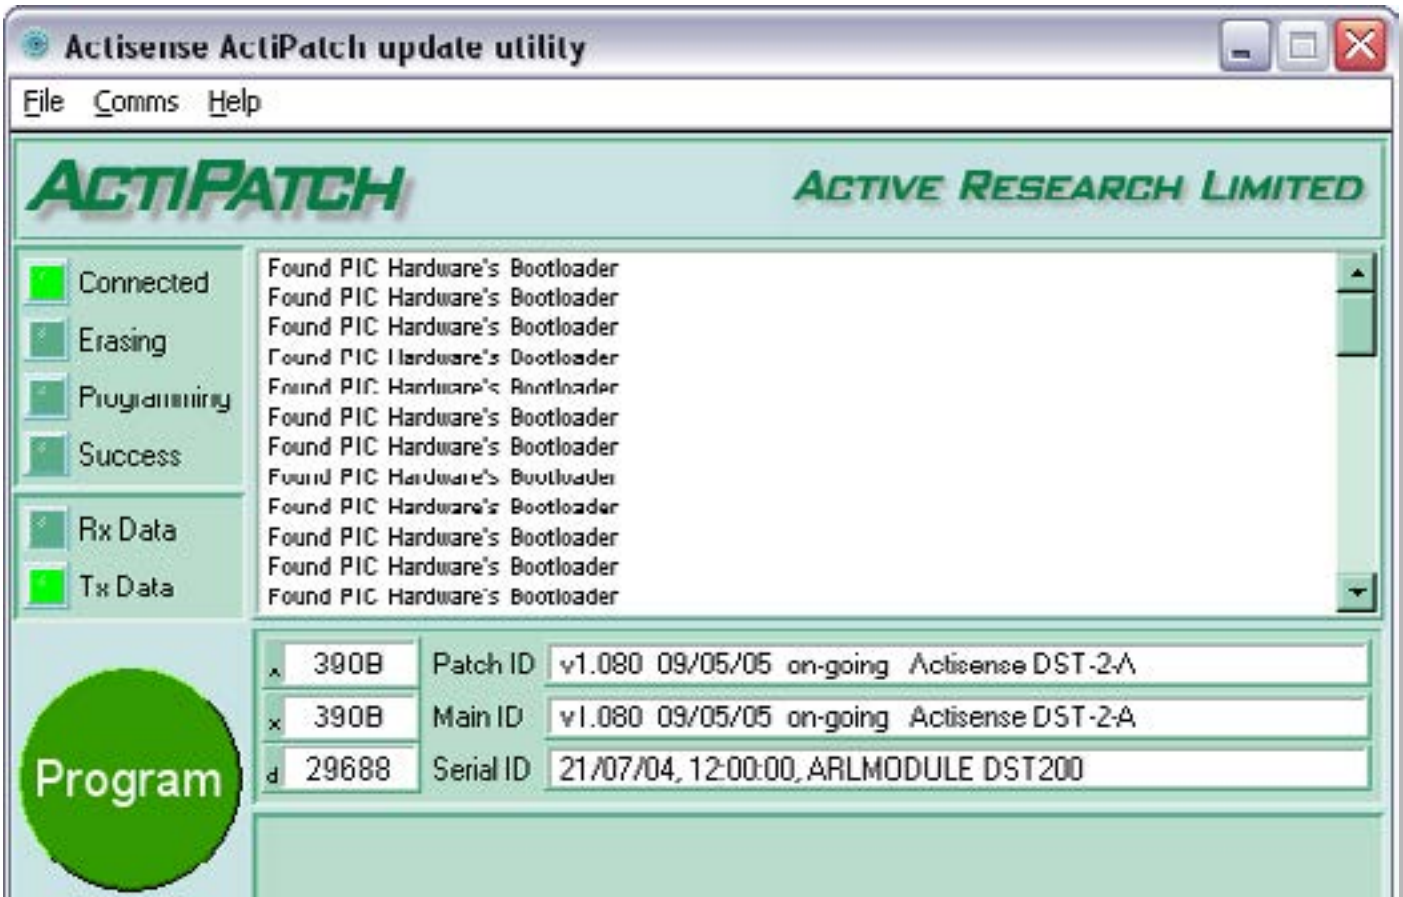 Actisense ActiPatch update utility
File Comms Help
ACTIPATCH
ACTIVE RESEARCH LIMITED
Connected
Erasing
Programming
Success
Rx Data
Tx Data
Found PIC Hardware's Bootloader
Found PIC Hardware's Bootloader
Found PIC Hardware's Bootloader
Found PIC Hardware's Bootloader
Found PIC Hardware's Bootloader
Found PIC Hardware's Bootloader
Found PIC Hardware's Bootloader
Found PIC Hardware's Bootloader
Found PIC Hardware's Bootloader
Found PIC Hardware's Bootloader
Found PIC Hardware's Bootloader
Found PIC Hardware's Bootloader
x 390B Patch ID v1.080 09/05/05 on-going Actisense DST-2-A
x 390B Main ID v1.080 09/05/05 on-going Actisense DST-2-A
d 29688 Serial ID 21/07/04, 12:00:00, ARLMODULE DST200
Program